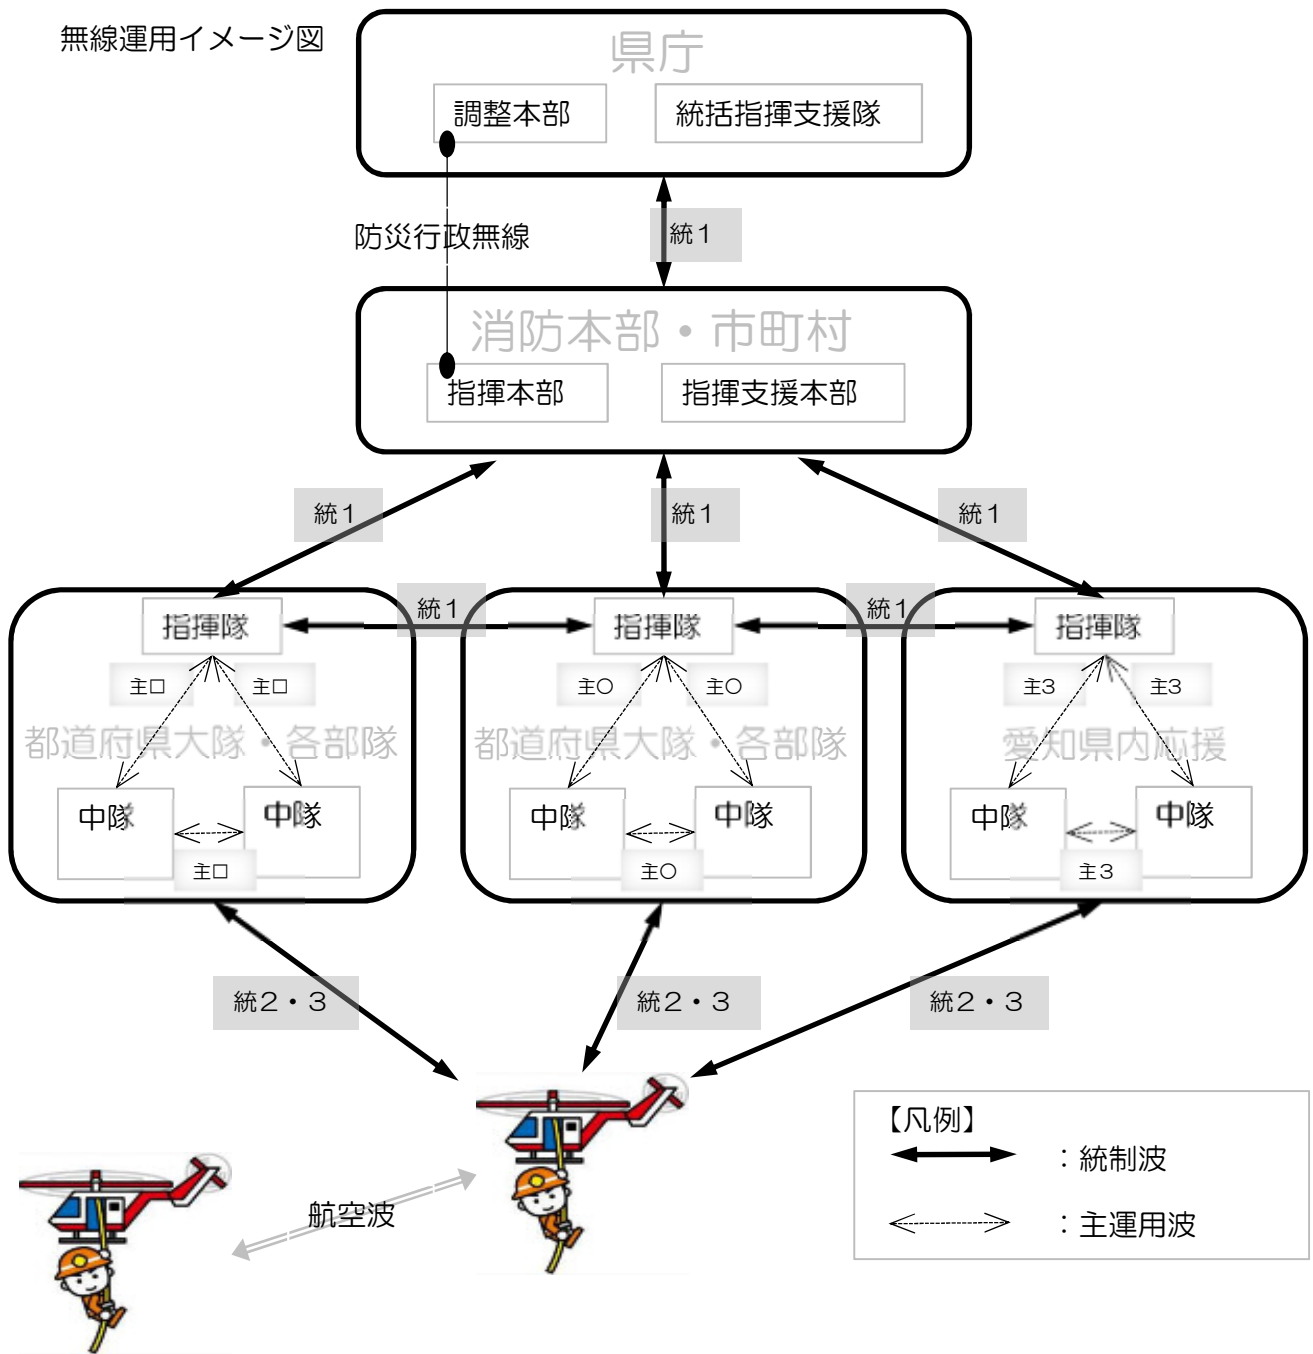 無線運用イメージ図
県庁
調整本部
統括指揮支援隊
防災行政無線
統1
消防本部・市町村
指揮本部
指揮支援本部
統1
統1
統1
指揮隊
統1
指揮隊
統1
指揮隊
主□
主□
主○
主○
主3
主3
都道府県大隊・各部隊
都道府県大隊・各部隊
愛知県内応援
中隊
中隊
中隊
中隊
中隊
中隊
主□
主○
主3
統2・3
統2・3
統2・3
航空波
【凡例】
：統制波
：主運用波